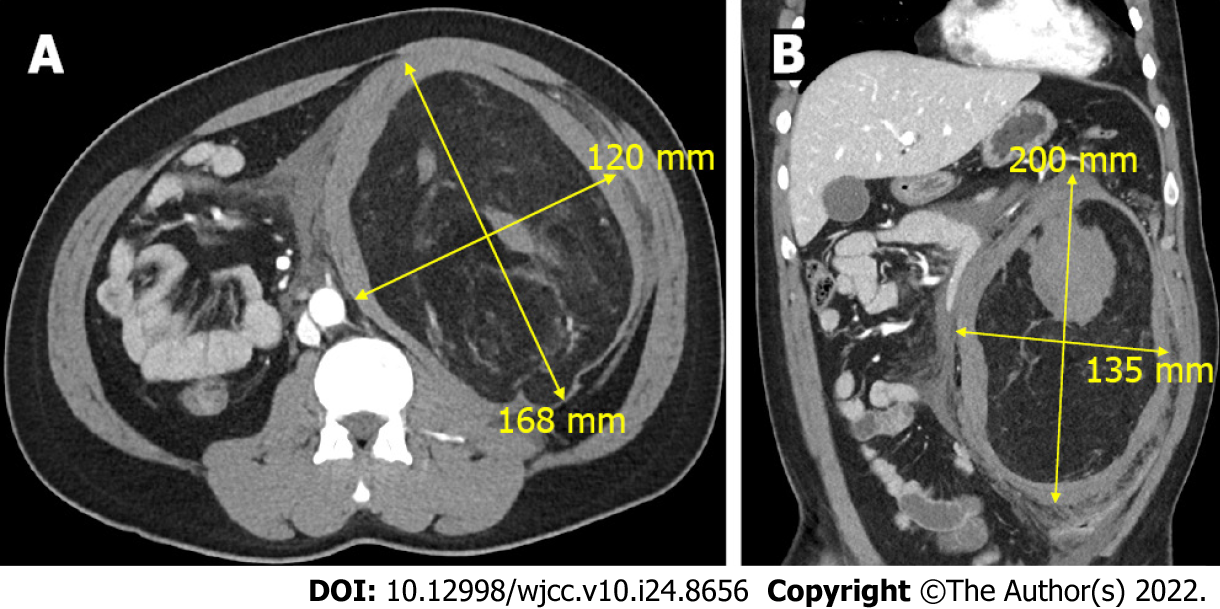 A
B
120 mm
168 mm
200 mm
135 mm
DOI: 10.12998/wjcc.v10.i24.8656 Copyright ©The Author(s) 2022.